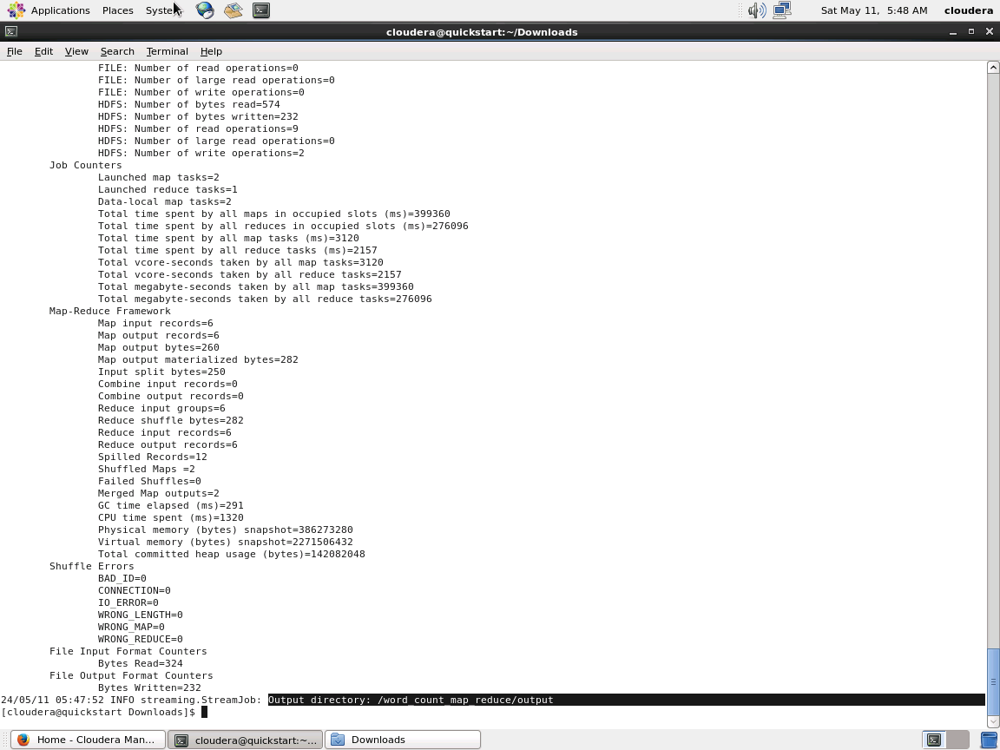 Applications Places System Sat May 11, 5:48 AM cloudera
cloudera@quickstart:~/Downloads
File Edit View Search Terminal Help
FILE: Number of read operations=0
FILE: Number of large read operations=0
FILE: Number of write operations=0
HDFS: Number of bytes read=574
HDFS: Number of bytes written=232
HDFS: Number of read operations=9
HDFS: Number of large read operations=0
HDFS: Number of write operations=2
Job Counters
Launched map tasks=2
Launched reduce tasks=1
Data-local map tasks=2
Total time spent by all maps in occupied slots (ms)=399360
Total time spent by all reduces in occupied slots (ms)=276096
Total time spent by all map tasks (ms)=3120
Total time spent by all reduce tasks (ms)=2157
Total vcore-seconds taken by all map tasks=3120
Total vcore-seconds taken by all reduce tasks=2157
Total megabyte-seconds taken by all map tasks=399360
Total megabyte-seconds taken by all reduce tasks=276096
Map-Reduce Framework
Map input records=6
Map output records=6
Map output bytes=260
Map output materialized bytes=282
Input split bytes=250
Combine input records=0
Combine output records=0
Reduce input groups=6
Reduce shuffle bytes=282
Reduce input records=6
Reduce output records=6
Spilled Records=12
Shuffled Maps =2
Failed Shuffles=0
Merged Map outputs=2
GC time elapsed (ms)=291
CPU time spent (ms)=1320
Physical memory (bytes) snapshot=386273280
Virtual memory (bytes) snapshot=2271506432
Total committed heap usage (bytes)=142082048
Shuffle Errors
BAD_ID=0
CONNECTION=0
IO_ERROR=0
WRONG_LENGTH=0
WRONG_MAP=0
WRONG_REDUCE=0
File Input Format Counters
Bytes Read=324
File Output Format Counters
Bytes Written=232
24/05/11 05:47:52 INFO streaming.StreamJob: Output directory: /word_count_map_reduce/output
[cloudera@quickstart Downloads]$
Home - Cloudera Man... cloudera@quickstart:~... Downloads